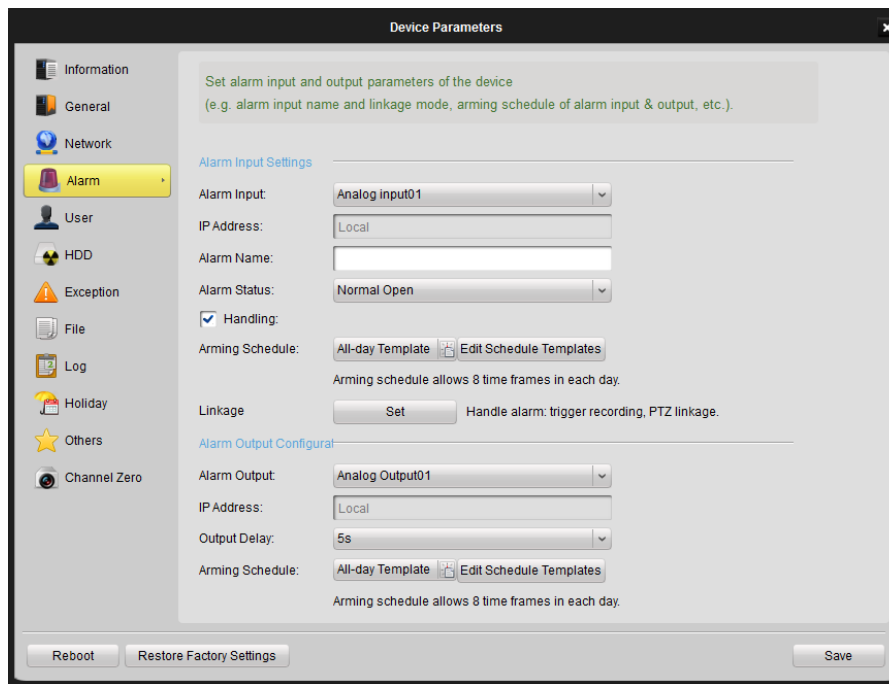 Device Parameters
Information
General
Network
Alarm
User
HDD
Exception
File
Log
Holiday
Others
Channel Zero
Set alarm input and output parameters of the device
(e.g. alarm input name and linkage mode, arming schedule of alarm input & output, etc.).
Alarm Input Settings
Alarm Input: Analog input01
IP Address: Local
Alarm Name:
Alarm Status: Normal Open
Handling:
Arming Schedule: All-day Template Edit Schedule Templates
Arming schedule allows 8 time frames in each day.
Linkage Set Handle alarm: trigger recording, PTZ linkage.
Alarm Output Configurat
Alarm Output: Analog Output01
IP Address: Local
Output Delay: 5s
Arming Schedule: All-day Template Edit Schedule Templates
Arming schedule allows 8 time frames in each day.
Reboot Restore Factory Settings Save